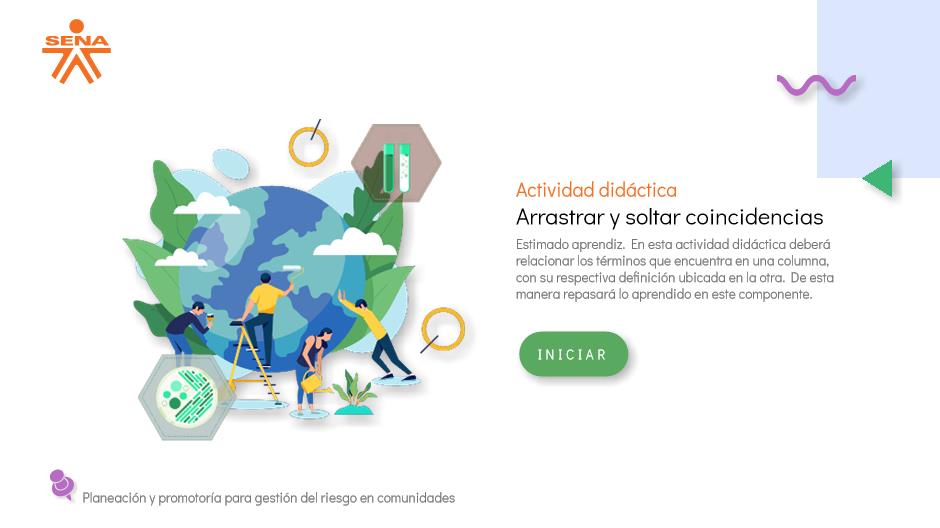 SENA
Actividad didáctica
Arrastrar y soltar coincidencias
Estimado aprendiz. En esta actividad didáctica deberá
relacionar los términos que encuentra en una columna,
con su respectiva definición ubicada en la otra. De esta
manera repasará lo aprendido en este componente.
INICIAR
Planeación y promotoría para gestión del riesgo en comunidades